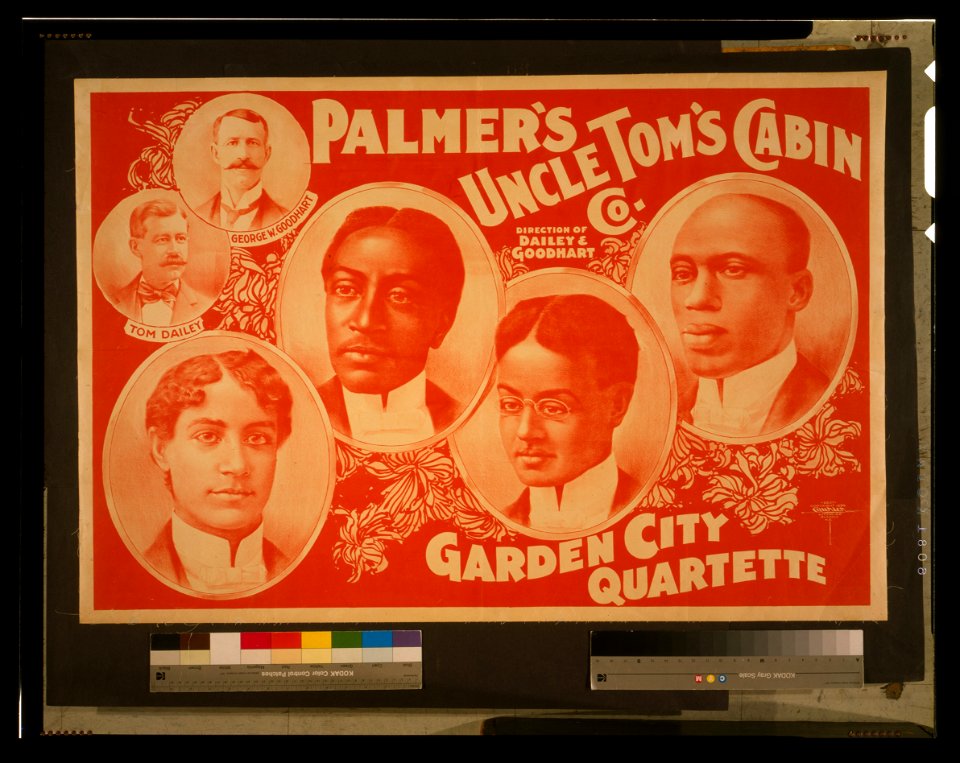 PALMER'S
UNCLE TOM'S CABIN
CO.
DIRECTION OF
DAILEY &
GOODHART
GEORGE W. GOODHART
TOM DAILEY
GARDEN CITY
QUARTETTE
KODAK Color Control Patches
KODAK Gray Scale
C Y M
1808